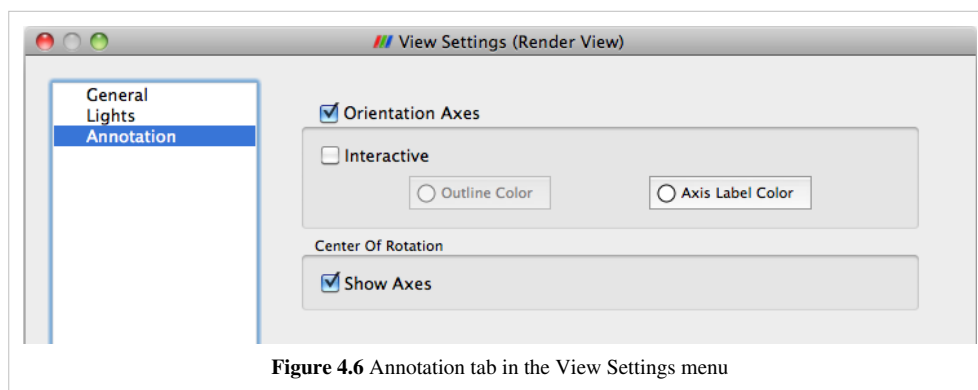 View Settings (Render View)
General
Lights
Annotation
Orientation Axes
Interactive
Outline Color
Axis Label Color
Center Of Rotation
Show Axes
Figure 4.6 Annotation tab in the View Settings menu